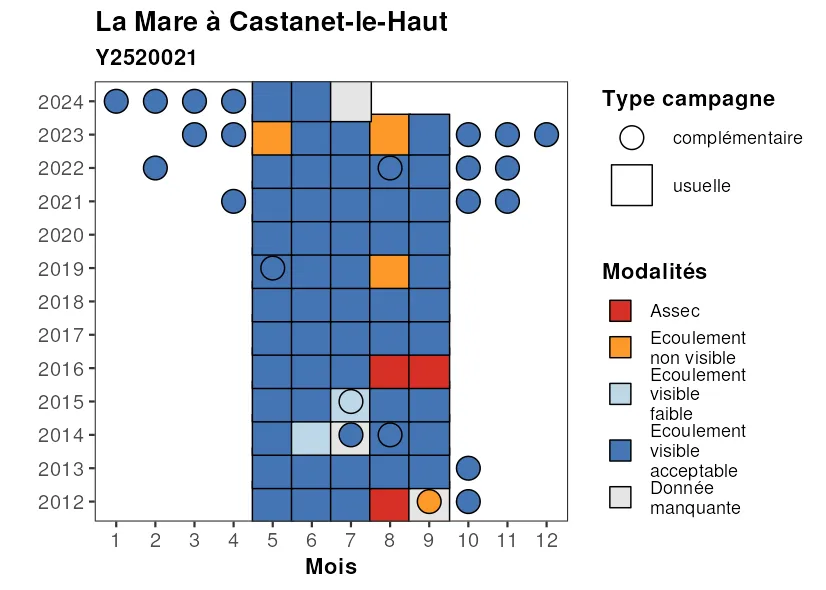 La Mare à Castanet-le-Haut
Y2520021
2024
2023
2022
2021
2020
2019
2018
2017
2016
2015
2014
2013
2012
1 2 3 4 5 6 7 8 9 10 11 12
Mois
Type campagne
complémentaire
usuelle
Modalités
Assec
Ecoulement
non visible
Ecoulement
visible
faible
Ecoulement
visible
acceptable
Donnée
manquante